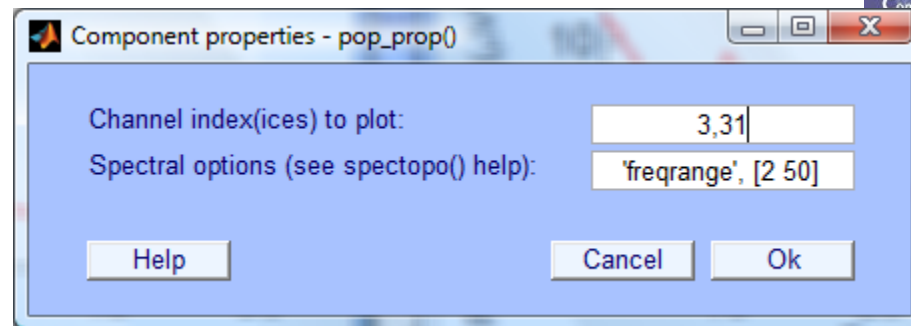 Component properties - pop_prop()
Channel index(ices) to plot: 3,31
Spectral options (see spectopo() help): 'freqrange', [2 50]
Help Cancel Ok